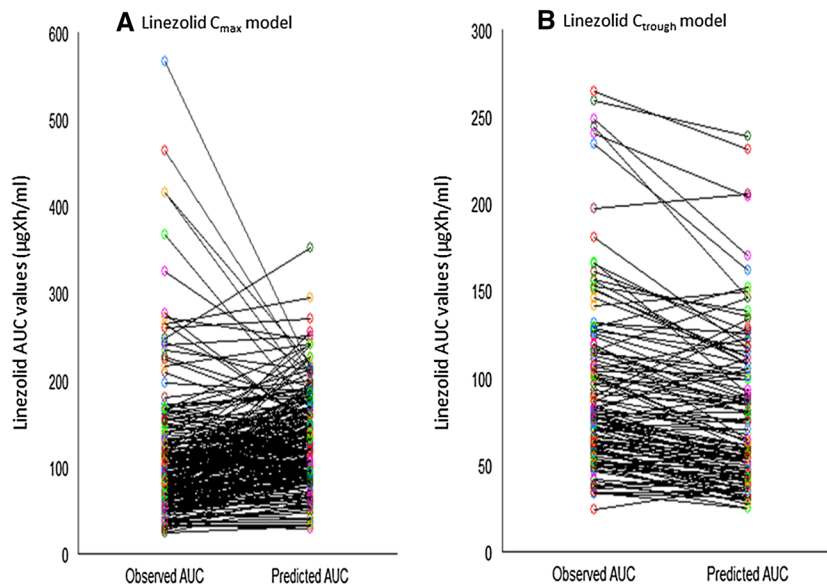 A Linezolid Cmax model
Linezolid AUC values (µgXh/ml)
600
500
400
300
200
100
0
Observed AUC
Predicted AUC
B Linezolid Ctrough model
Linezolid AUC values (µgXh/ml)
300
250
200
150
100
50
0
Observed AUC
Predicted AUC